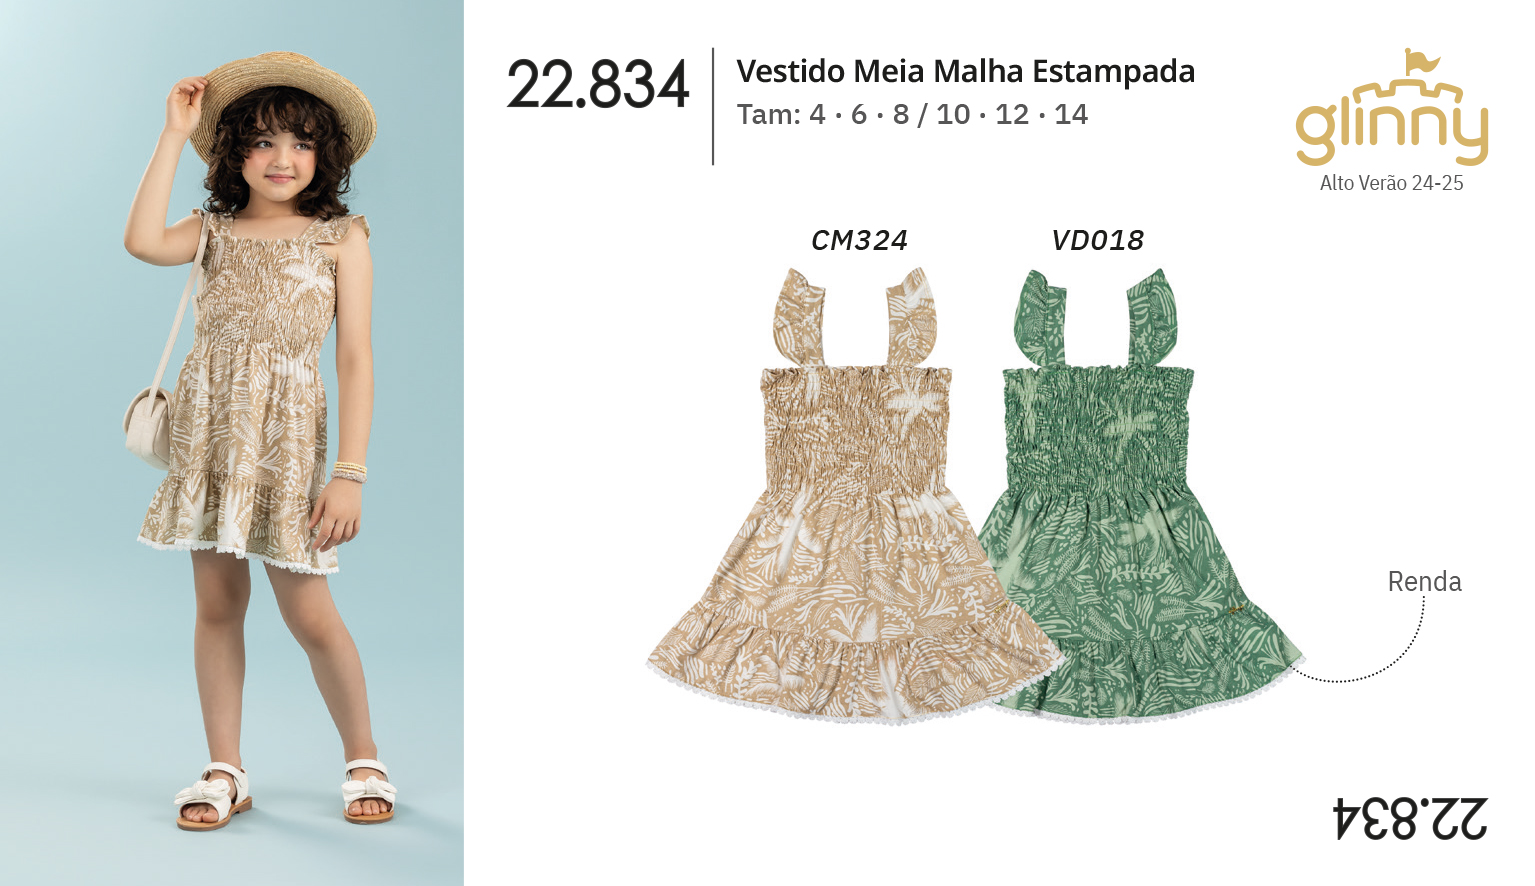 22.834
Vestido Meia Malha Estampada
Tam: 4 · 6 · 8 / 10 · 12 · 14
glinny
Alto Verão 24-25
CM324
VD018
Renda
22.834